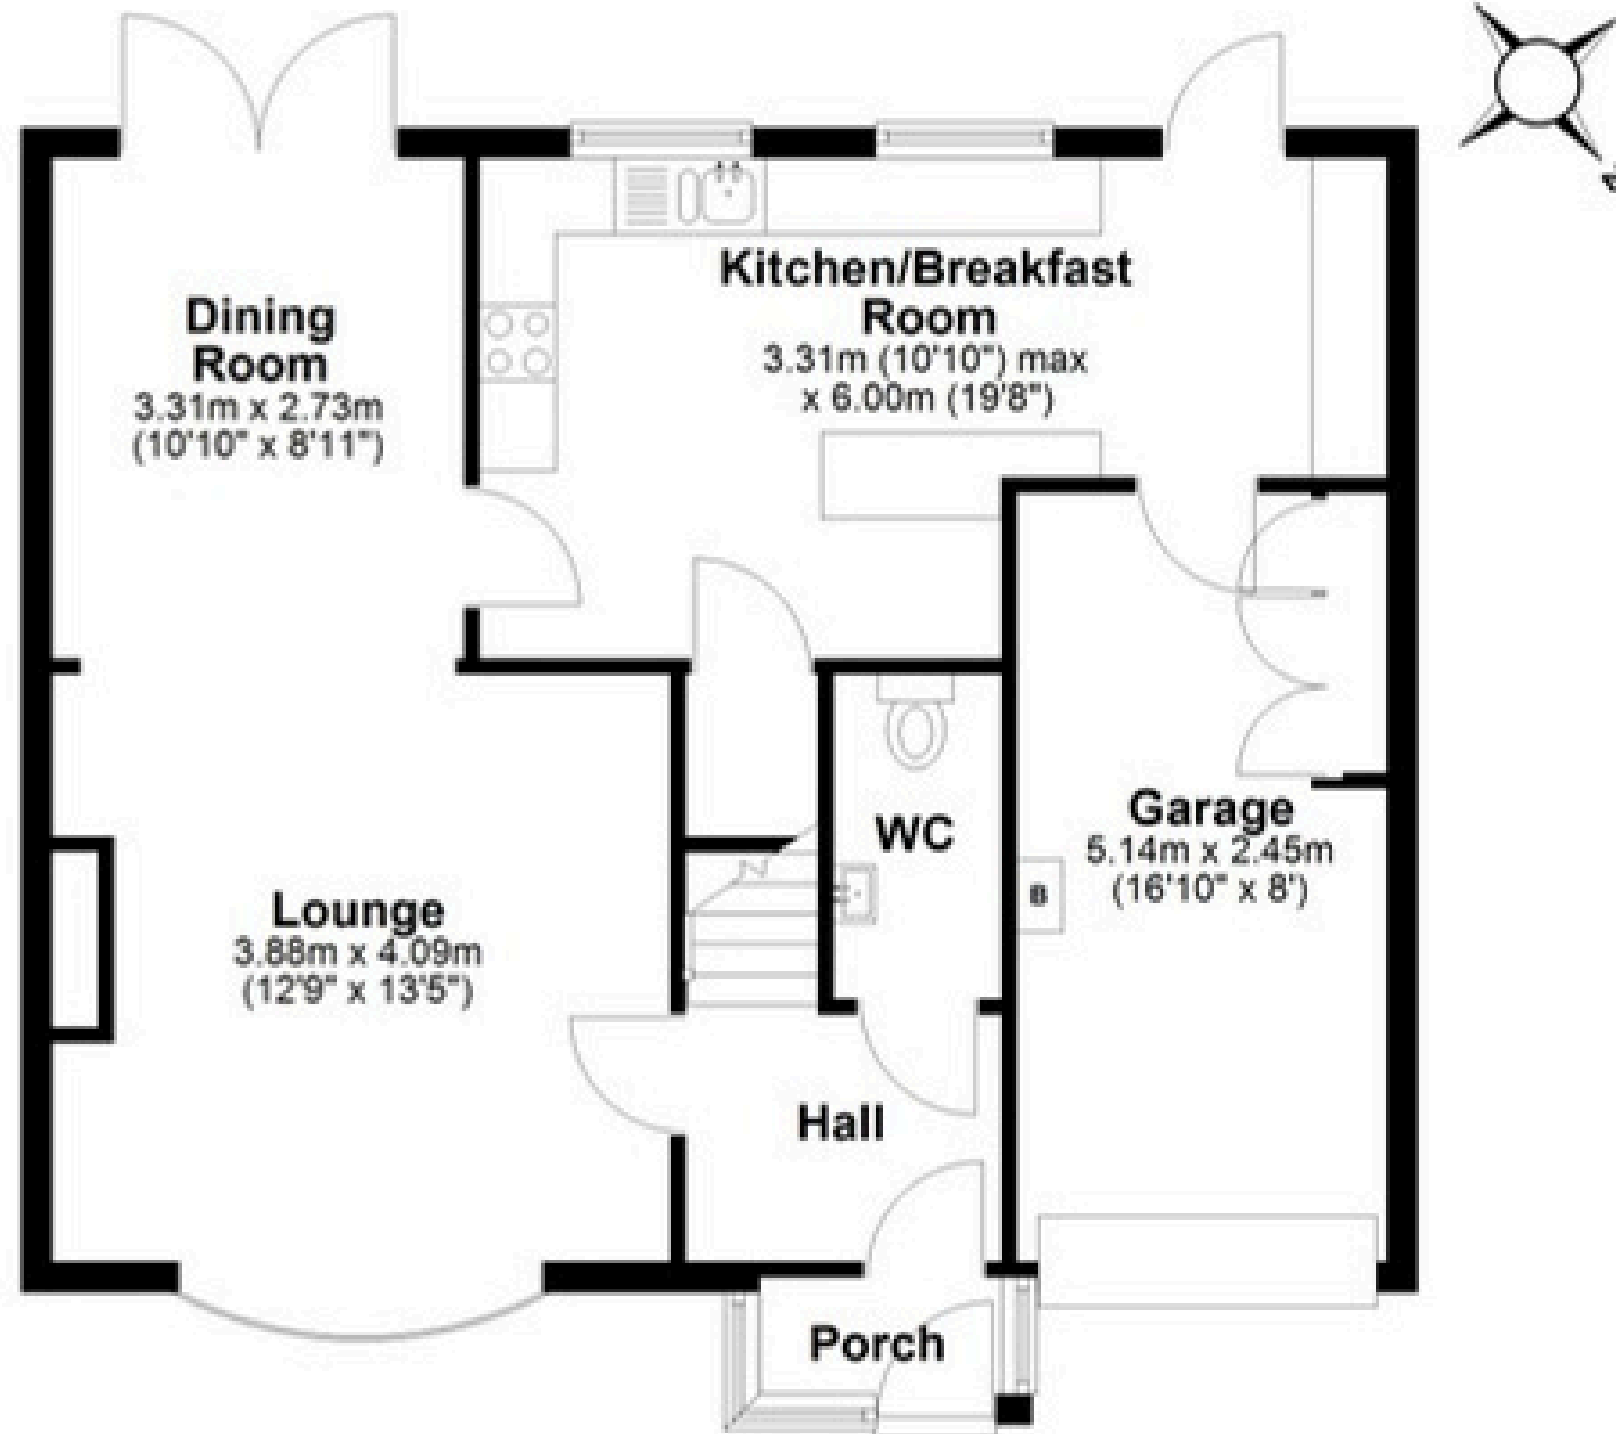 Kitchen/Breakfast
Room
3.31m (10'10") max
x 6.00m (19'8")
Dining
Room
3.31m x 2.73m
(10'10" x 8'11")
WC
Garage
5.14m x 2.45m
(16'10" x 8')
B
Lounge
3.88m x 4.09m
(12'9" x 13'5")
Hall
Porch